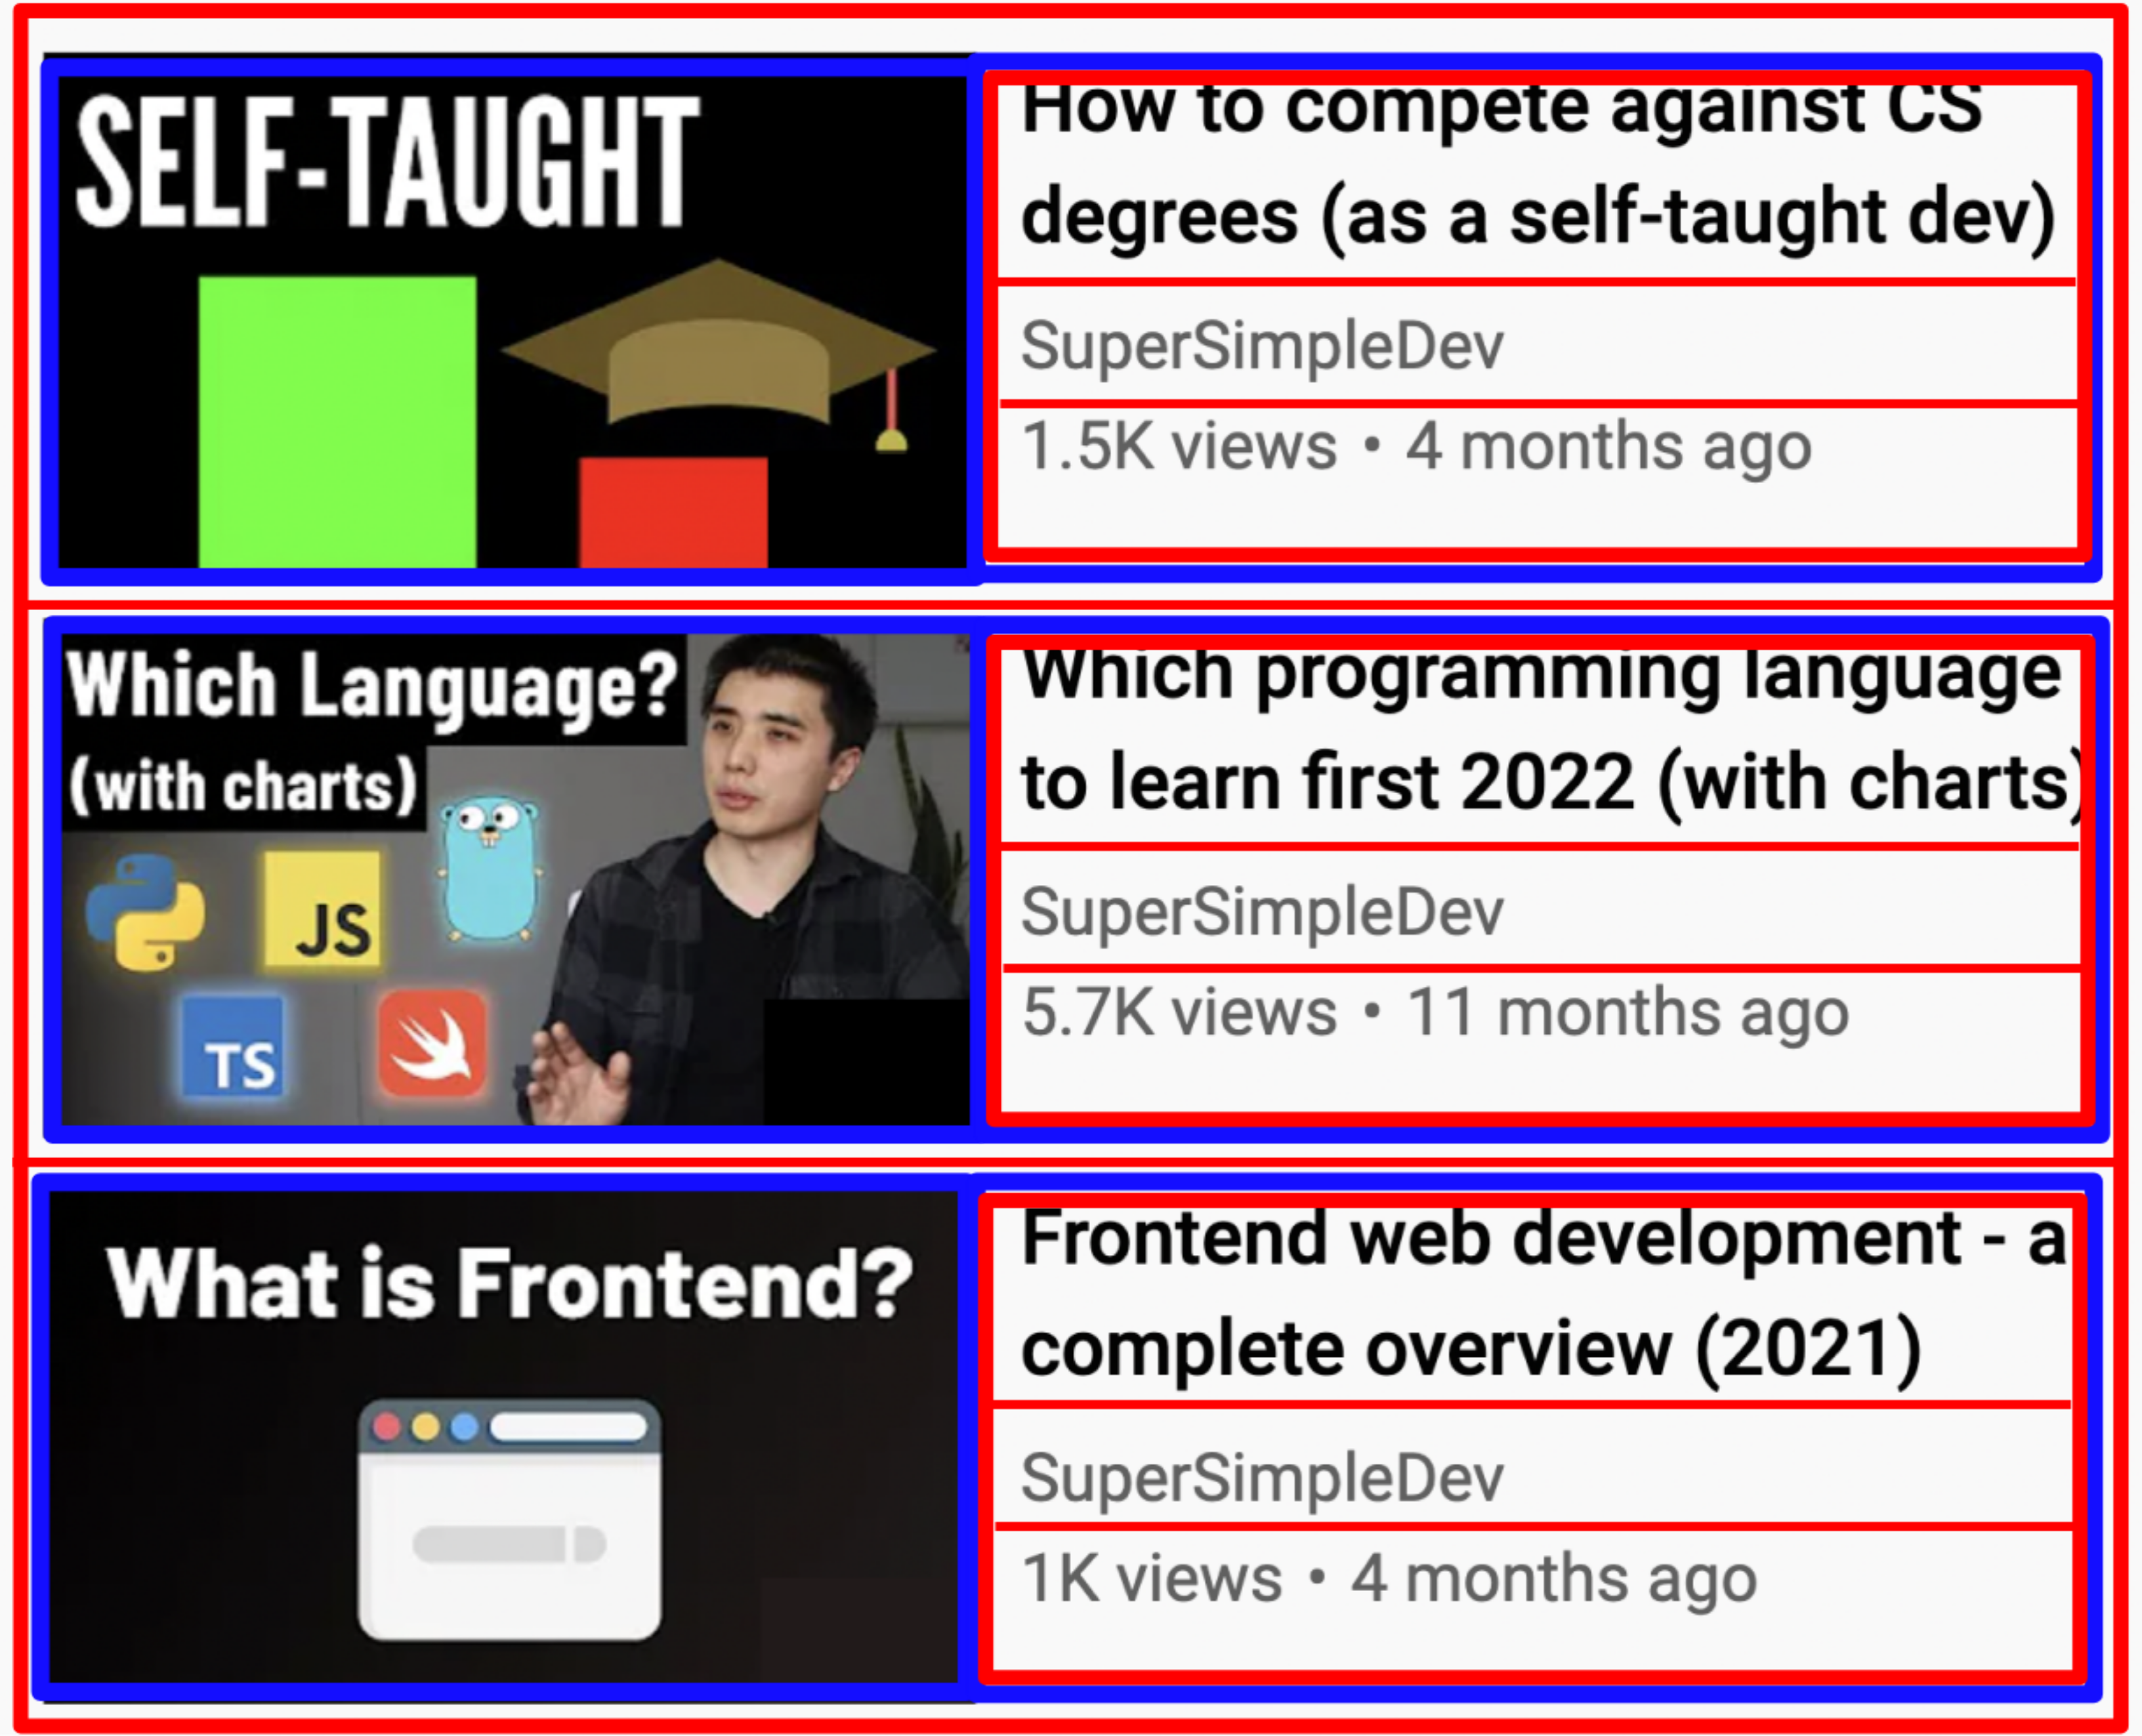 SELF-TAUGHT
How to compete against CS
degrees (as a self-taught dev)
SuperSimpleDev
1.5K views • 4 months ago
Which Language?
(with charts)
JS
TS
Which programming language
to learn first 2022 (with charts)
SuperSimpleDev
5.7K views • 11 months ago
What is Frontend?
Frontend web development - a
complete overview (2021)
SuperSimpleDev
1K views • 4 months ago